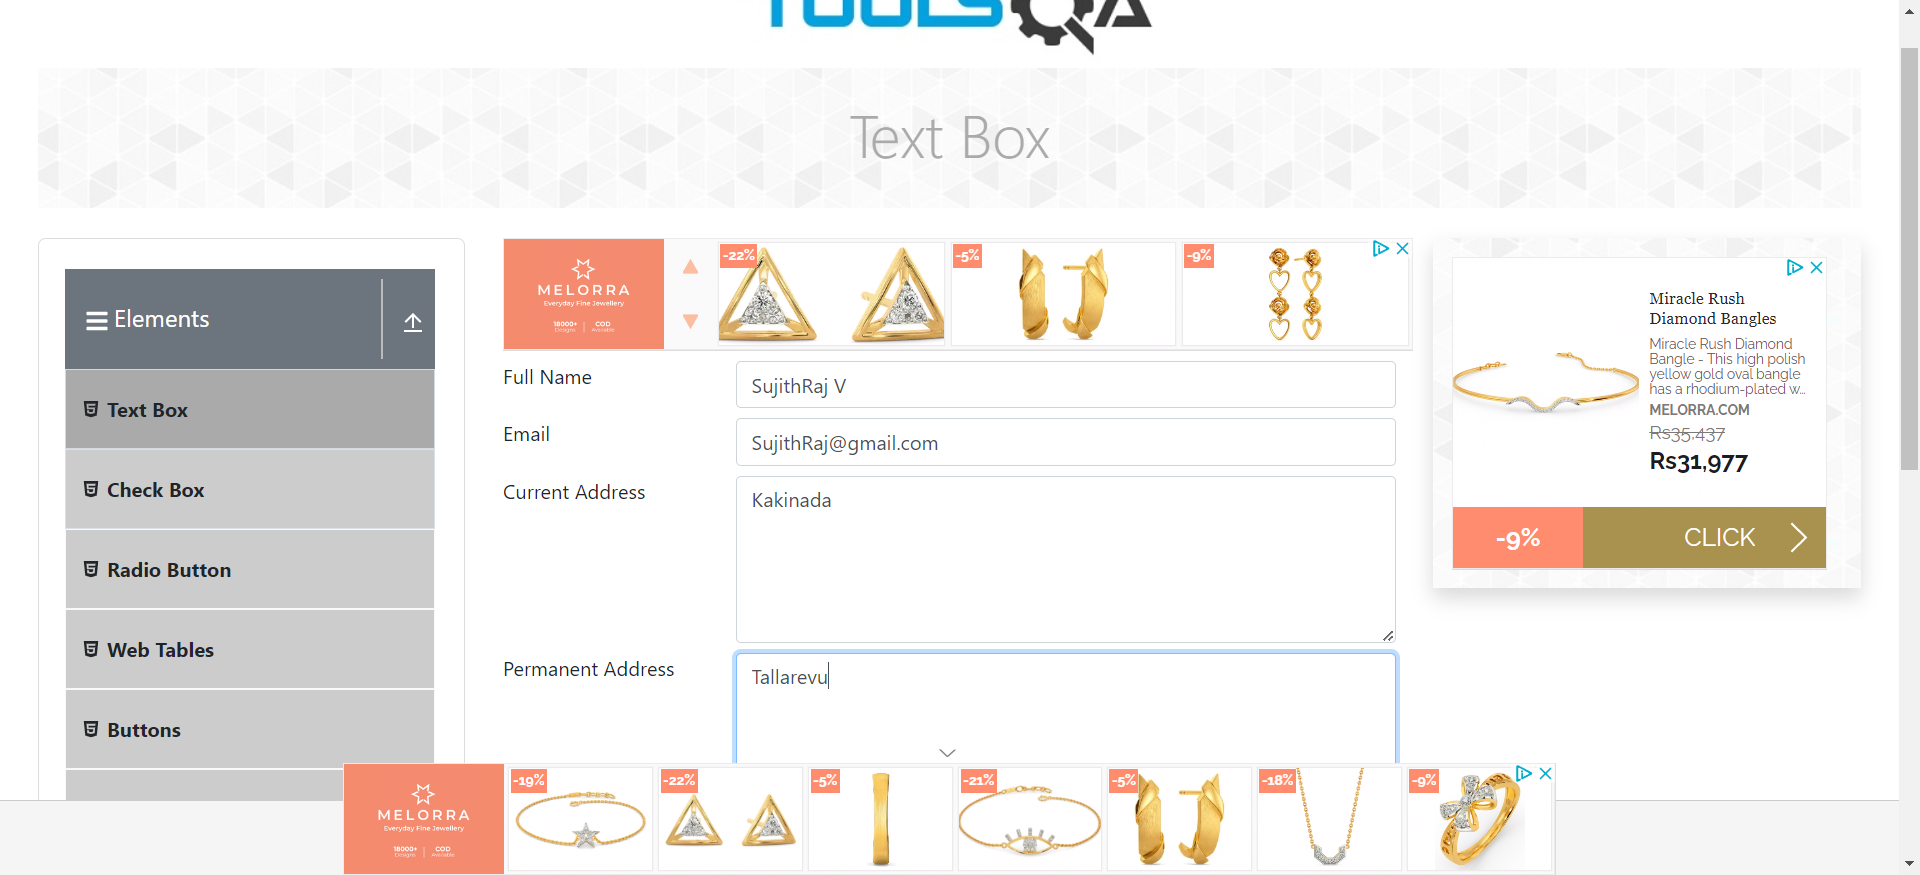 TOOLSQA
Text Box
Elements
Text Box
Check Box
Radio Button
Web Tables
Buttons
MELORRA
Everyday Fine Jewellery
18000+ COD
Designs Available
-22%
-5%
-9%
Full Name
SujithRaj V
Email
SujithRaj@gmail.com
Current Address
Kakinada
Permanent Address
Tallarevu
Miracle Rush
Diamond Bangles
Miracle Rush Diamond
Bangle - This high polish
yellow gold oval bangle
has a rhodium-plated w...
MELORRA.COM
Rs35,437
Rs31,977
-9%
CLICK
MELORRA
Everyday Fine Jewellery
18000+ COD
Designs Available
-19%
-22%
-5%
-21%
-5%
-18%
-9%